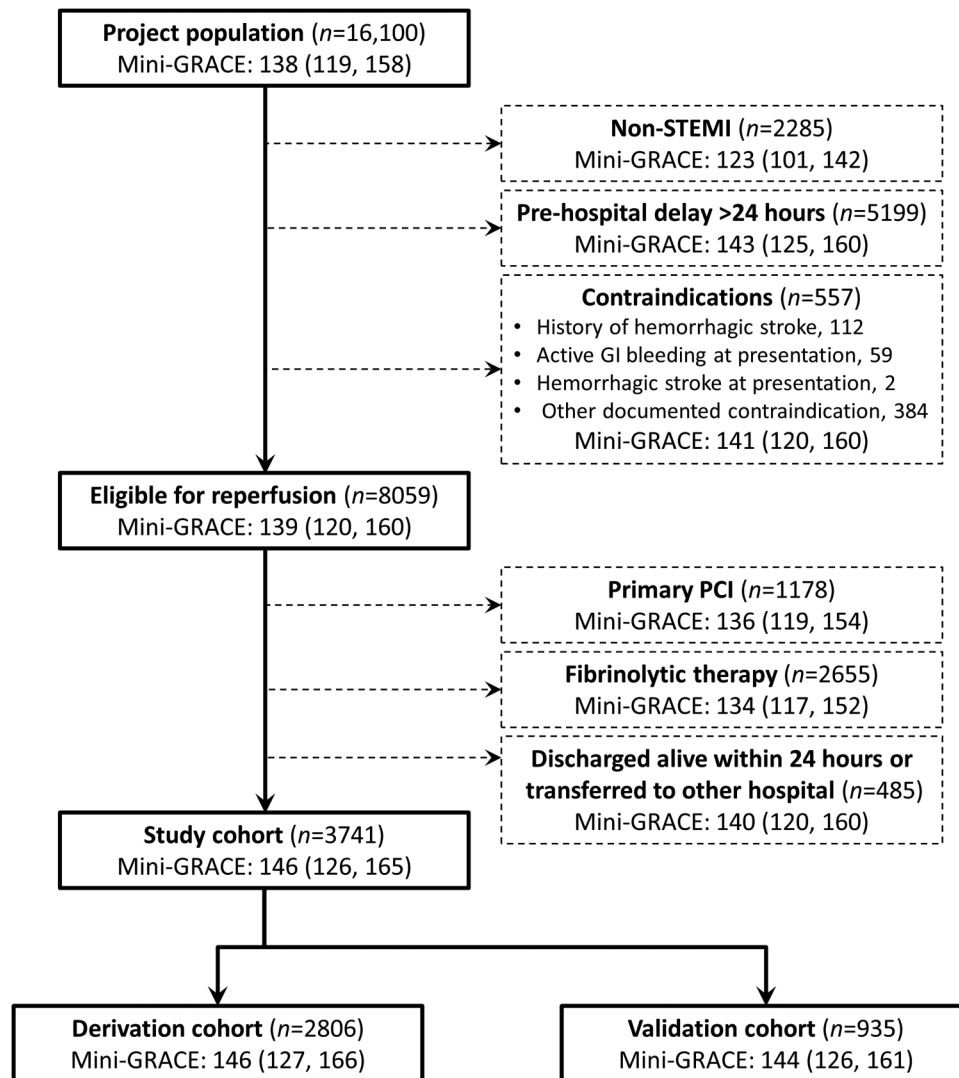 Project population (n=16,100)
Mini-GRACE: 138 (119, 158)
Non-STEMI (n=2285)
Mini-GRACE: 123 (101, 142)
Pre-hospital delay >24 hours (n=5199)
Mini-GRACE: 143 (125, 160)
Contraindications (n=557)
• History of hemorrhagic stroke, 112
• Active GI bleeding at presentation, 59
• Hemorrhagic stroke at presentation, 2
• Other documented contraindication, 384
Mini-GRACE: 141 (120, 160)
Eligible for reperfusion (n=8059)
Mini-GRACE: 139 (120, 160)
Primary PCI (n=1178)
Mini-GRACE: 136 (119, 154)
Fibrinolytic therapy (n=2655)
Mini-GRACE: 134 (117, 152)
Discharged alive within 24 hours or
transferred to other hospital (n=485)
Mini-GRACE: 140 (120, 160)
Study cohort (n=3741)
Mini-GRACE: 146 (126, 165)
Derivation cohort (n=2806)
Mini-GRACE: 146 (127, 166)
Validation cohort (n=935)
Mini-GRACE: 144 (126, 161)